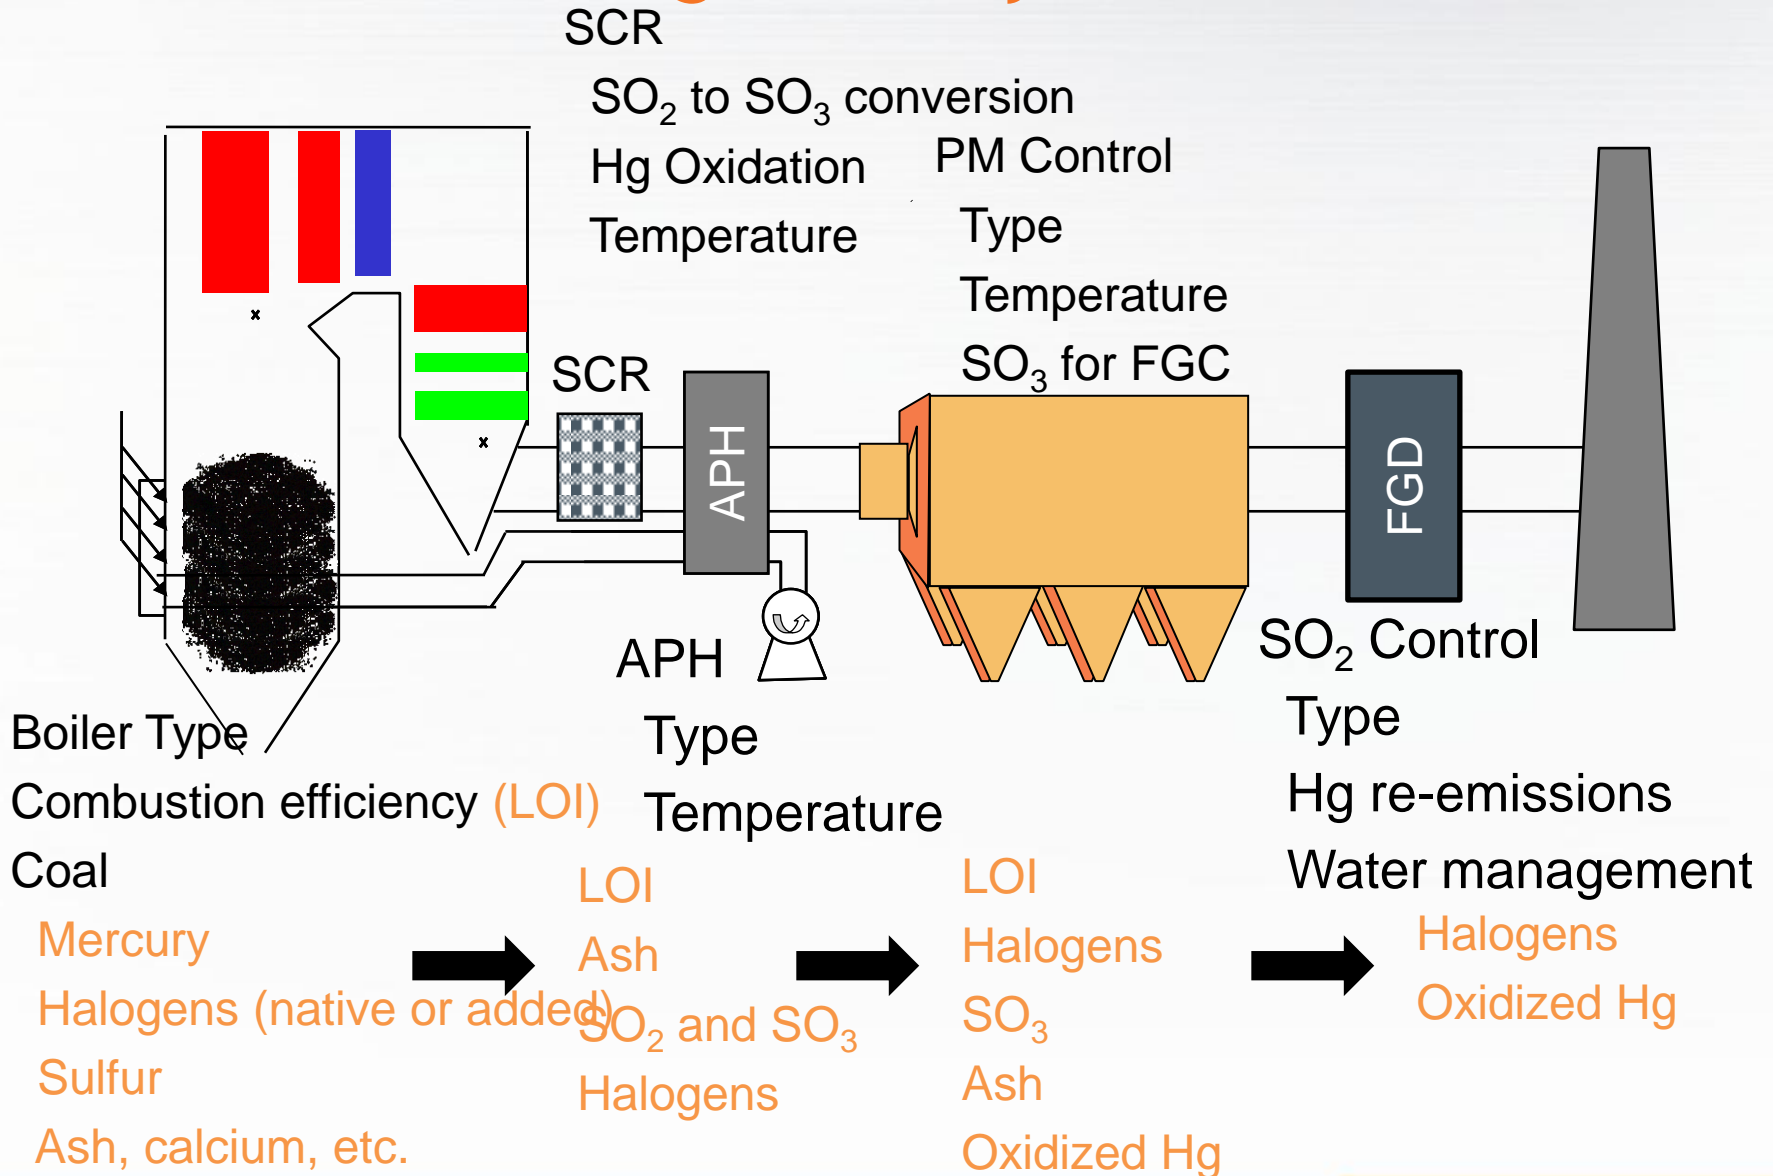 SCR
SO₂ to SO₃ conversion
Hg Oxidation
Temperature
PM Control
Type
Temperature
SO₃ for FGC
SCR
APH
FGD
APH
Type
Temperature
SO₂ Control
Type
Hg re-emissions
Water management
Boiler Type
Combustion efficiency (LOI)
Coal
Mercury
Halogens (native or added)
Sulfur
Ash, calcium, etc.
LOI
Ash
SO₂ and SO₃
Halogens
LOI
Halogens
SO₃
Ash
Oxidized Hg
Halogens
Oxidized Hg